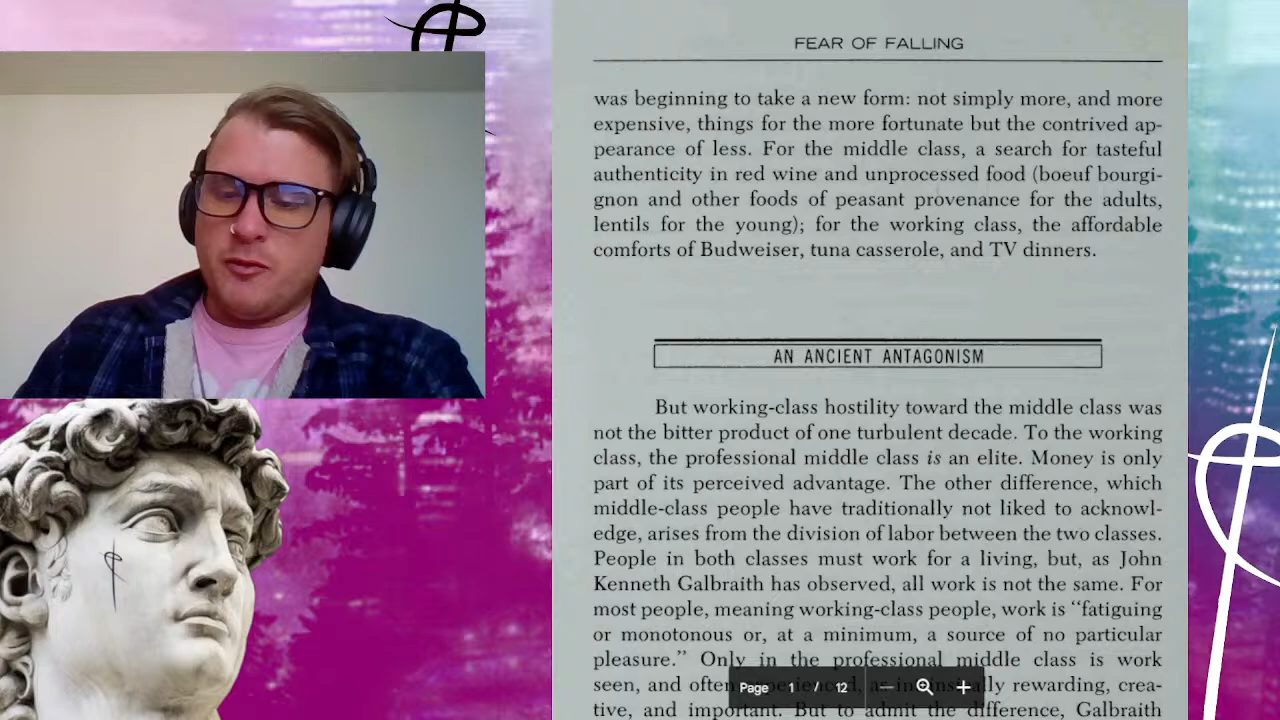 FEAR OF FALLING
was beginning to take a new form: not simply more, and more
expensive, things for the more fortunate but the contrived ap-
pearance of less. For the middle class, a search for tasteful
authenticity in red wine and unprocessed food (boeuf bourgi-
gnon and other foods of peasant provenance for the adults,
lentils for the young); for the working class, the affordable
comforts of Budweiser, tuna casserole, and TV dinners.
AN ANCIENT ANTAGONISM
But working-class hostility toward the middle class was
not the bitter product of one turbulent decade. To the working
class, the professional middle class is an elite. Money is only
part of its perceived advantage. The other difference, which
middle-class people have traditionally not liked to acknowl-
edge, arises from the division of labor between the two classes.
People in both classes must work for a living, but, as John
Kenneth Galbraith has observed, all work is not the same. For
most people, meaning working-class people, work is "fatiguing
or monotonous or, at a minimum, a source of no particular
pleasure." Only in the professional middle class is work
seen, and often experienced, as intrinsically rewarding, crea-
tive, and important. But to admit the difference, Galbraith
Page 1 / 12